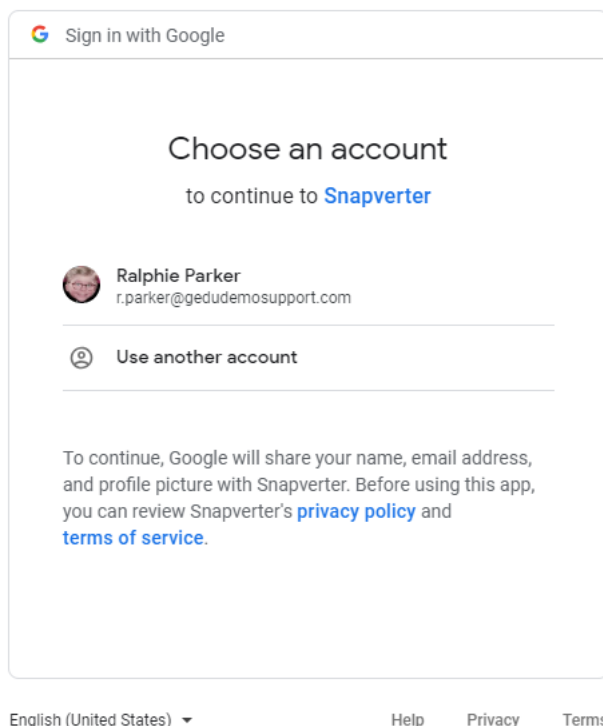 Sign in with Google
Choose an account
to continue to Snapverter
Ralphie Parker
r.parker@gedudemosupport.com
Use another account
To continue, Google will share your name, email address,
and profile picture with Snapverter. Before using this app,
you can review Snapverter's privacy policy and
terms of service.
English (United States) Help Privacy Terms